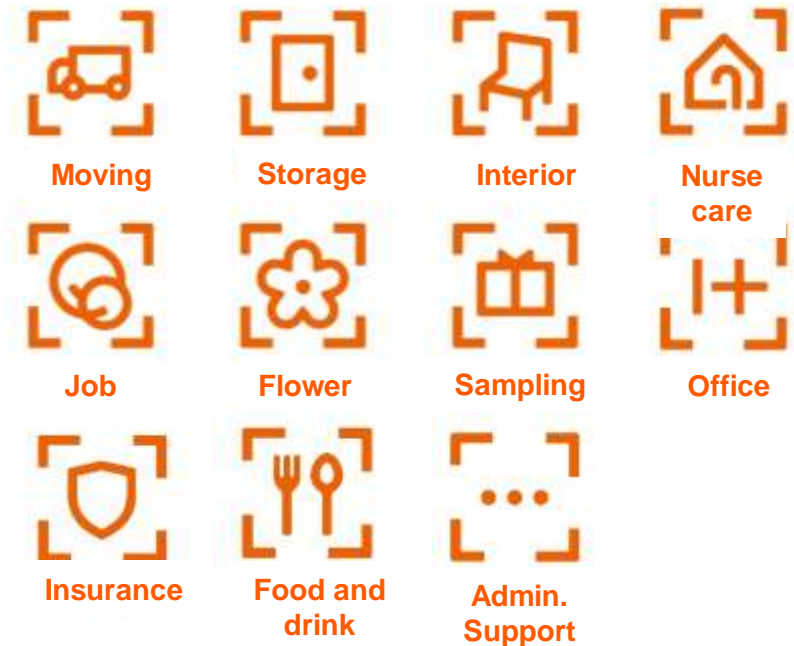 Moving
Storage
Interior
Nurse
care
Job
Flower
Sampling
Office
Insurance
Food and
drink
Admin.
Support